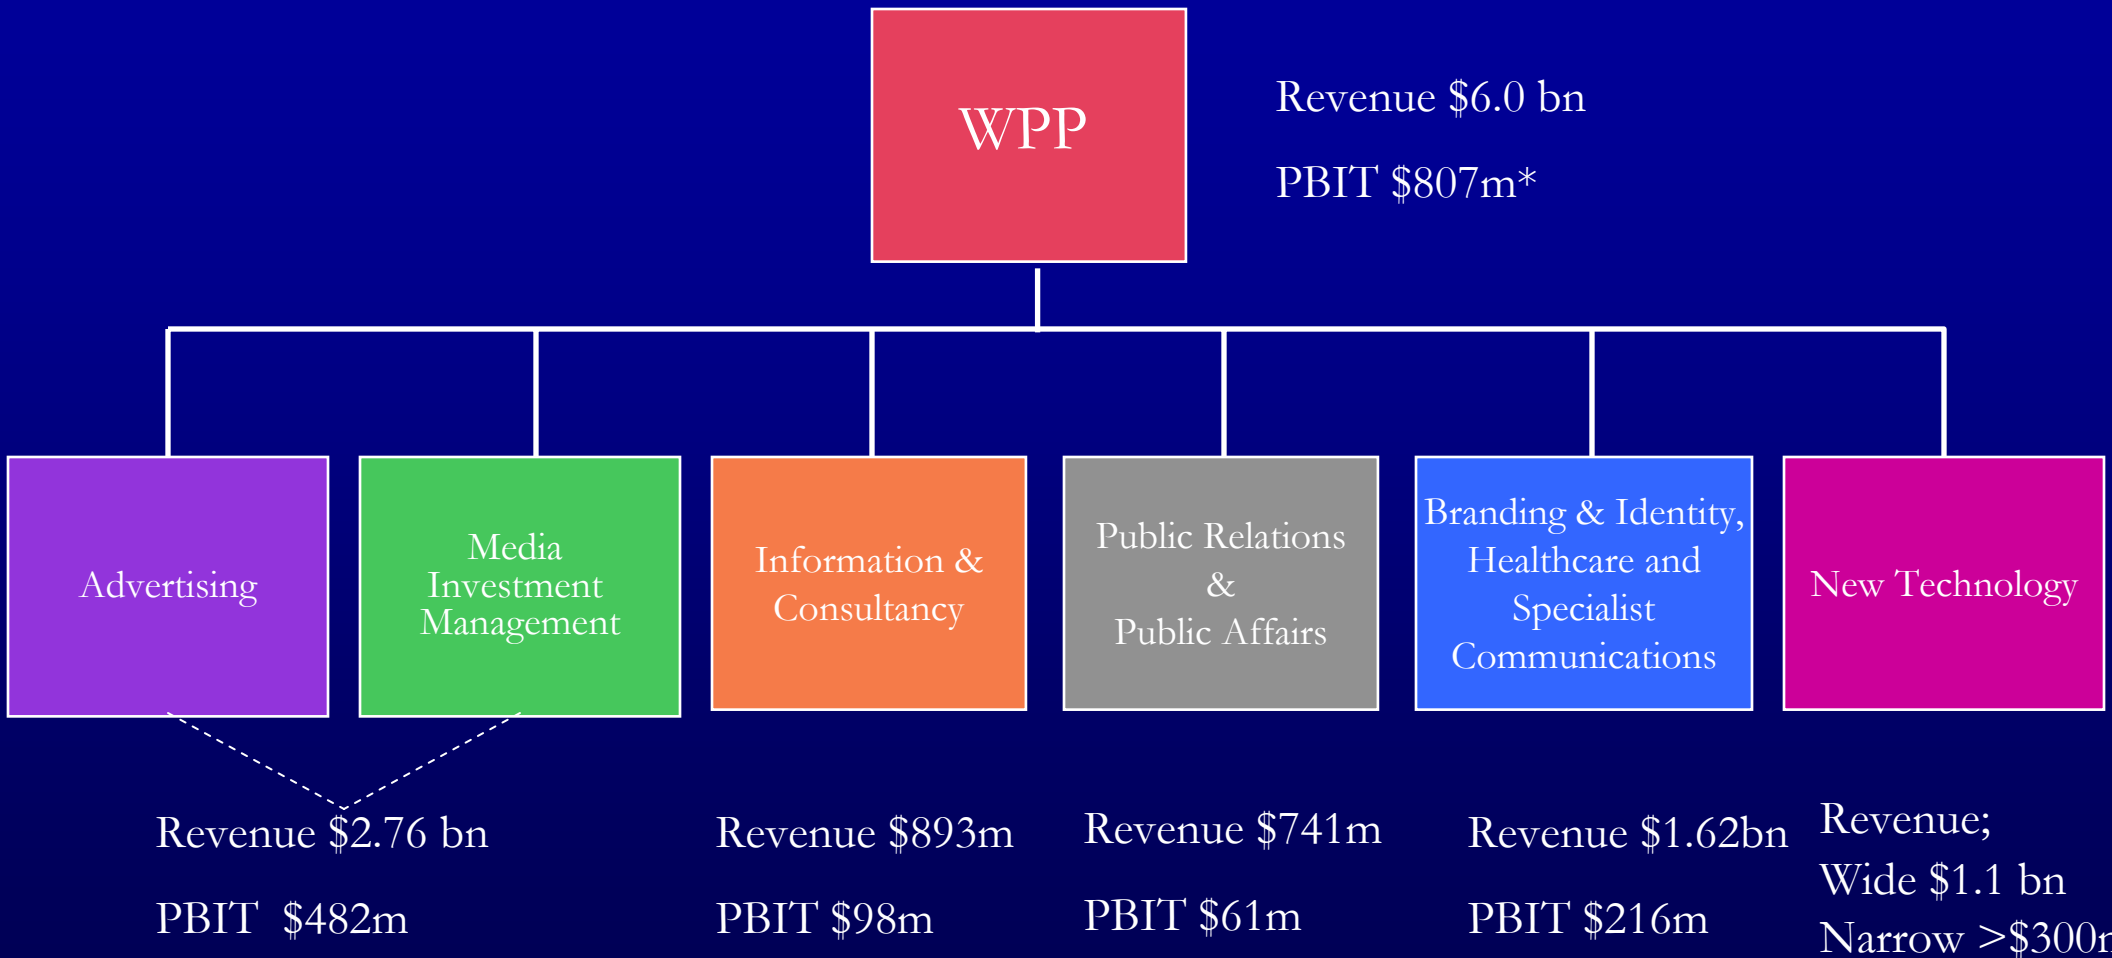 WPP
Revenue $6.0 bn
PBIT $807m*
Advertising
Media
Investment
Management
Information &
Consultancy
Public Relations
&
Public Affairs
Branding & Identity,
Healthcare and
Specialist
Communications
New Technology
Revenue $2.76 bn
PBIT $482m
Revenue $893m
PBIT $98m
Revenue $741m
PBIT $61m
Revenue $1.62bn
PBIT $216m
Revenue;
Wide $1.1 bn
Narrow >$300